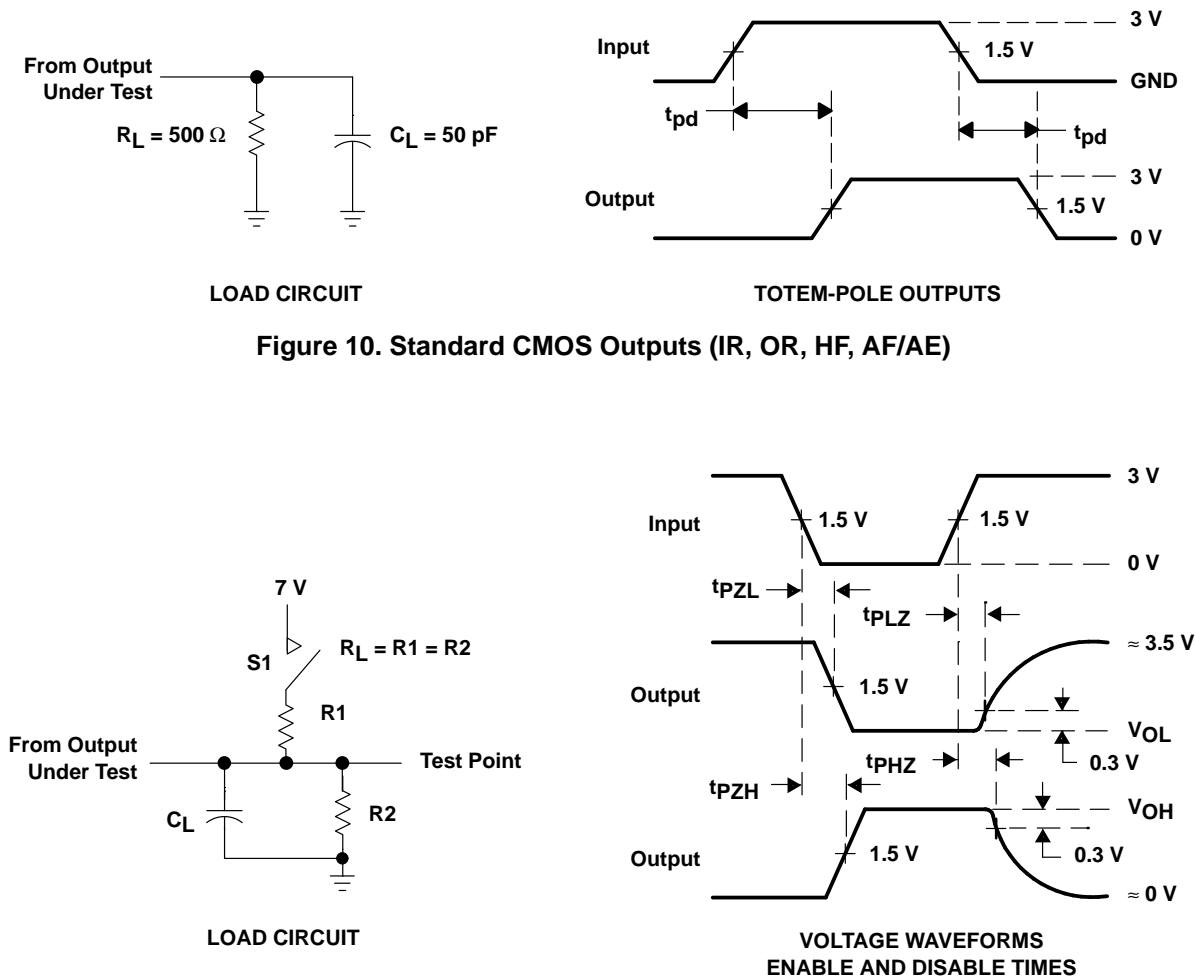 From Output
Under Test
RL = 500 Ω
CL = 50 pF
LOAD CIRCUIT
Input
3 V
1.5 V
GND
tpd
tpd
Output
3 V
1.5 V
0 V
TOTEM-POLE OUTPUTS
Figure 10. Standard CMOS Outputs (IR, OR, HF, AF/AE)
7 V
S1
RL = R1 = R2
R1
From Output
Under Test
Test Point
CL
R2
LOAD CIRCUIT
Input
3 V
1.5 V
1.5 V
0 V
tPZL
tPLZ
Output
≈ 3.5 V
1.5 V
VOL
0.3 V
tPHZ
tPZH
Output
VOH
1.5 V
0.3 V
≈ 0 V
VOLTAGE WAVEFORMS
ENABLE AND DISABLE TIMES